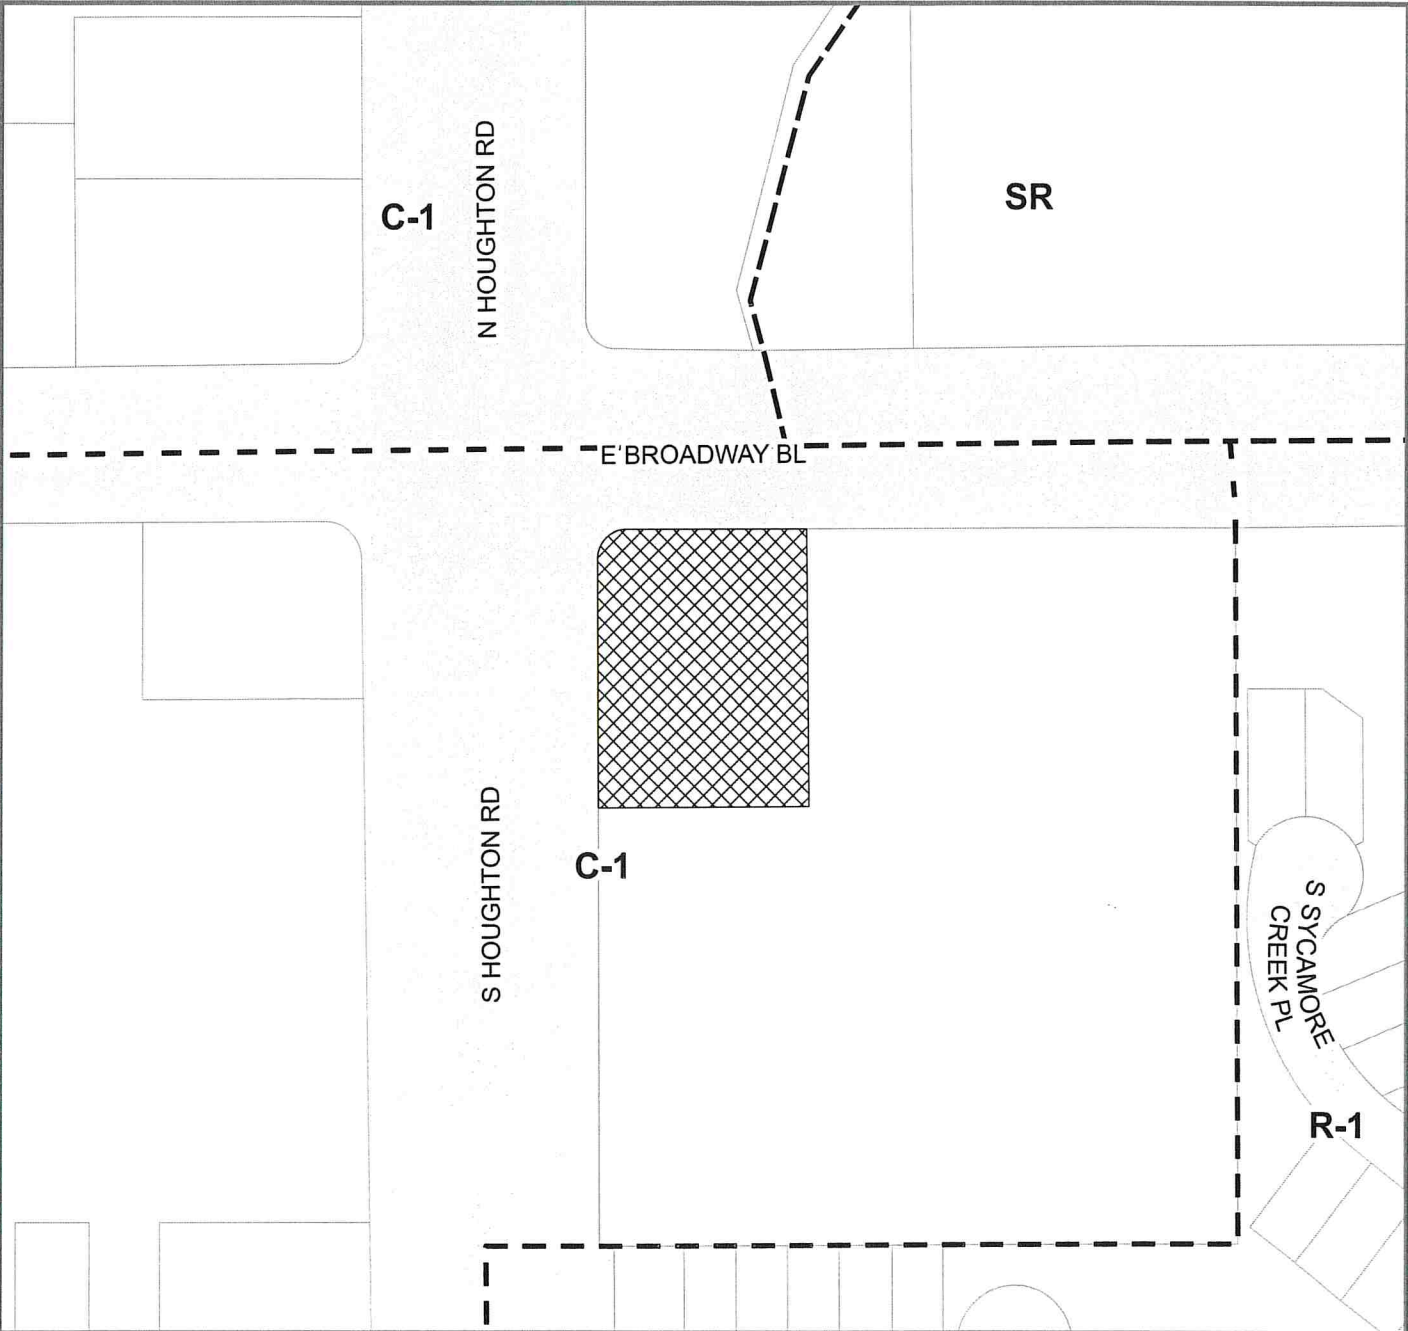 SR
C-1
N HOUGHTON RD
E BROADWAY BL
S HOUGHTON RD
C-1
S SYCAMORE
CREEK PL
R-1